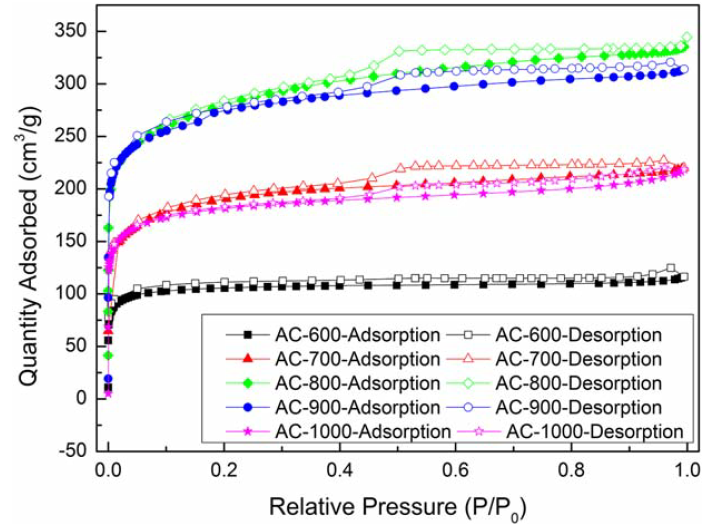 350
300
250
200
150
100
50
0
-50
Quantity Adsorbed (cm³/g)
AC-600-Adsorption AC-600-Desorption
AC-700-Adsorption AC-700-Desorption
AC-800-Adsorption AC-800-Desorption
AC-900-Adsorption AC-900-Desorption
AC-1000-Adsorption AC-1000-Desorption
0.0 0.2 0.4 0.6 0.8 1.0
Relative Pressure (P/P₀)